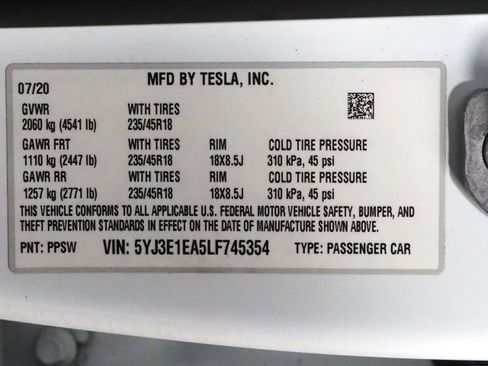 MFD BY TESLA, INC.
07/20
GVWR WITH TIRES
2060 kg (4541 lb) 235/45R18
GAWR FRT WITH TIRES RIM COLD TIRE PRESSURE
1110 kg (2447 lb) 235/45R18 18X8.5J 310 kPa, 45 psi
GAWR RR WITH TIRES RIM COLD TIRE PRESSURE
1257 kg (2771 lb) 235/45R18 18X8.5J 310 kPa, 45 psi
THIS VEHICLE CONFORMS TO ALL APPLICABLE U.S. FEDERAL MOTOR VEHICLE SAFETY, BUMPER, AND
THEFT PREVENTION STANDARDS IN EFFECT ON THE DATE OF MANUFACTURE SHOWN ABOVE.
PNT: PPSW VIN: 5YJ3E1EA5LF745354 TYPE: PASSENGER CAR